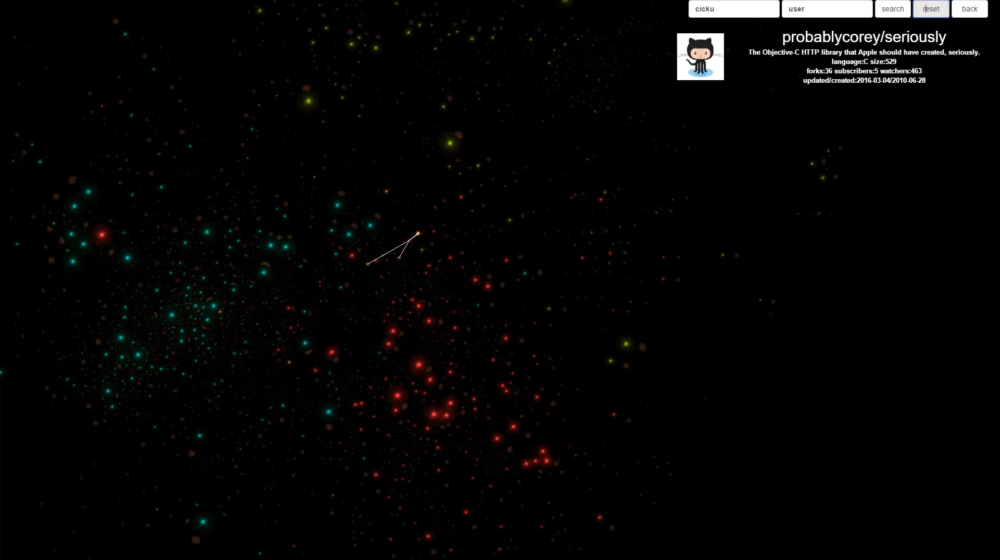 cicku user search reset back
probablycorey/seriously
The Objective-C HTTP library that Apple should have created, seriously.
language:C size:529
forks:36 subscribers:5 watchers:463
updated/created:2016-03-04/2010-06-28